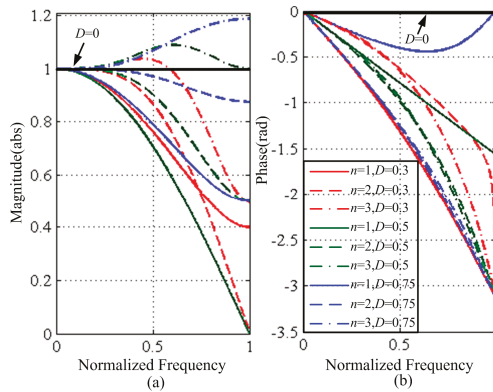 D=0
1.2
1
0.8
0.6
0.4
0.2
0
0.5
1
Magnitude(abs)
Normalized Frequency
(a)
D=0
0
-0.5
-1
-1.5
-2
-2.5
-3
-3.5
0.5
Phase(rad)
n=1,D=0.3
n=2,D=0.3
n=3,D=0.3
n=1,D=0.5
n=2,D=0.5
n=3,D=0.5
n=1,D=0.75
n=2,D=0.75
n=3,D=0.75
Normalized Frequency
(b)